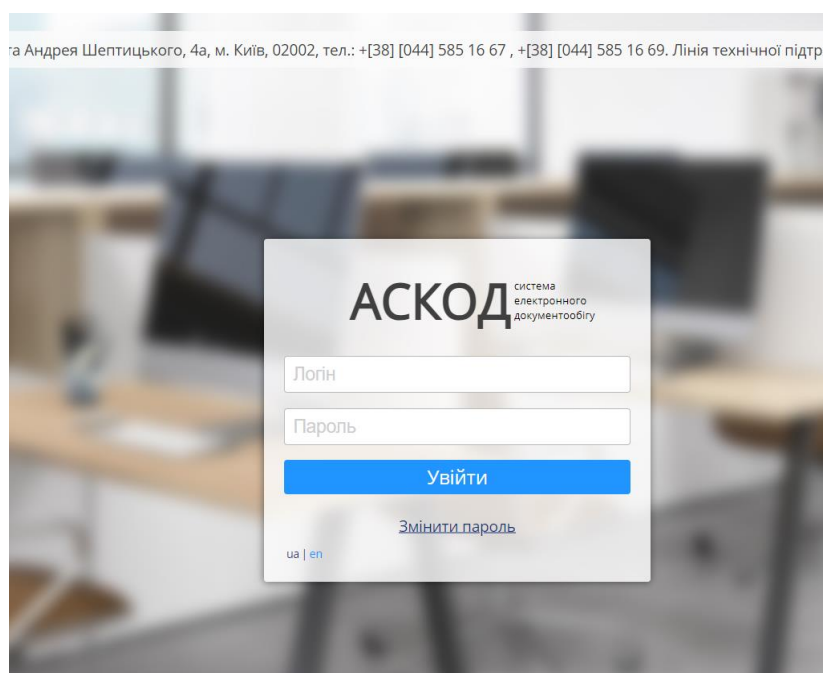 та Андрея Шептицького, 4а, м. Київ, 02002, тел.: +[38] [044] 585 16 67 , +[38] [044] 585 16 69. Лінія технічної підтр
АСКОД
система
електронного
документообігу
Логін
Пароль
Увійти
Змінити пароль
ua | en